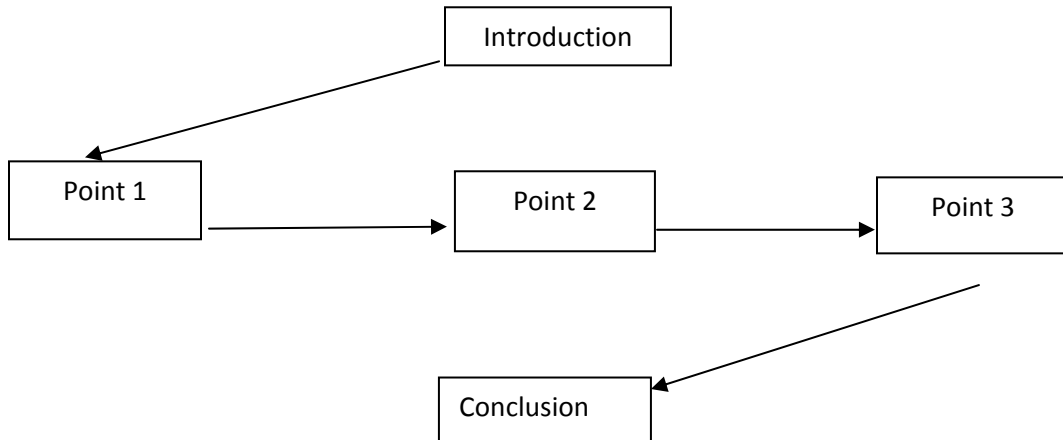 Introduction
Point 1
Point 2
Point 3
Conclusion